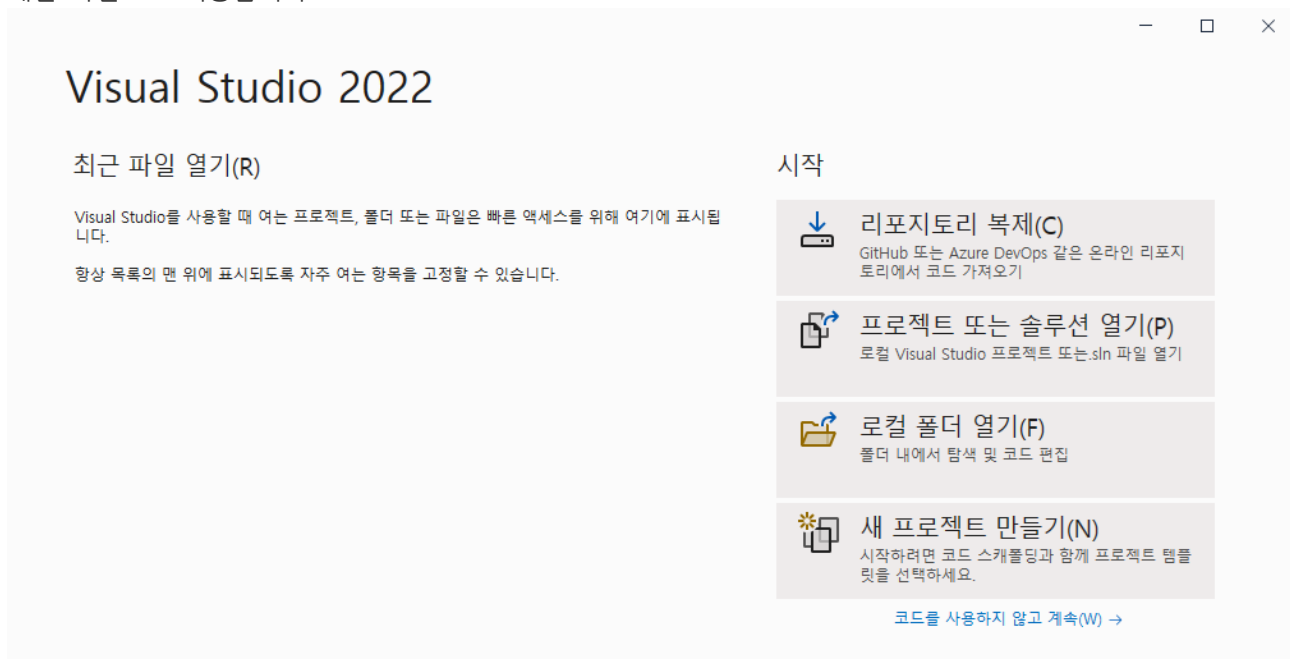 Visual Studio 2022
최근 파일 열기(R)
Visual Studio를 사용할 때 여는 프로젝트, 폴더 또는 파일은 빠른 액세스를 위해 여기에 표시됩
니다.
항상 목록의 맨 위에 표시되도록 자주 여는 항목을 고정할 수 있습니다.
시작
리포지토리 복제(C)
GitHub 또는 Azure DevOps 같은 온라인 리포지
토리에서 코드 가져오기
프로젝트 또는 솔루션 열기(P)
로컬 Visual Studio 프로젝트 또는.sln 파일 열기
로컬 폴더 열기(F)
폴더 내에서 탐색 및 코드 편집
새 프로젝트 만들기(N)
시작하려면 코드 스캐폴딩과 함께 프로젝트 템플
릿을 선택하세요.
코드를 사용하지 않고 계속(W) →